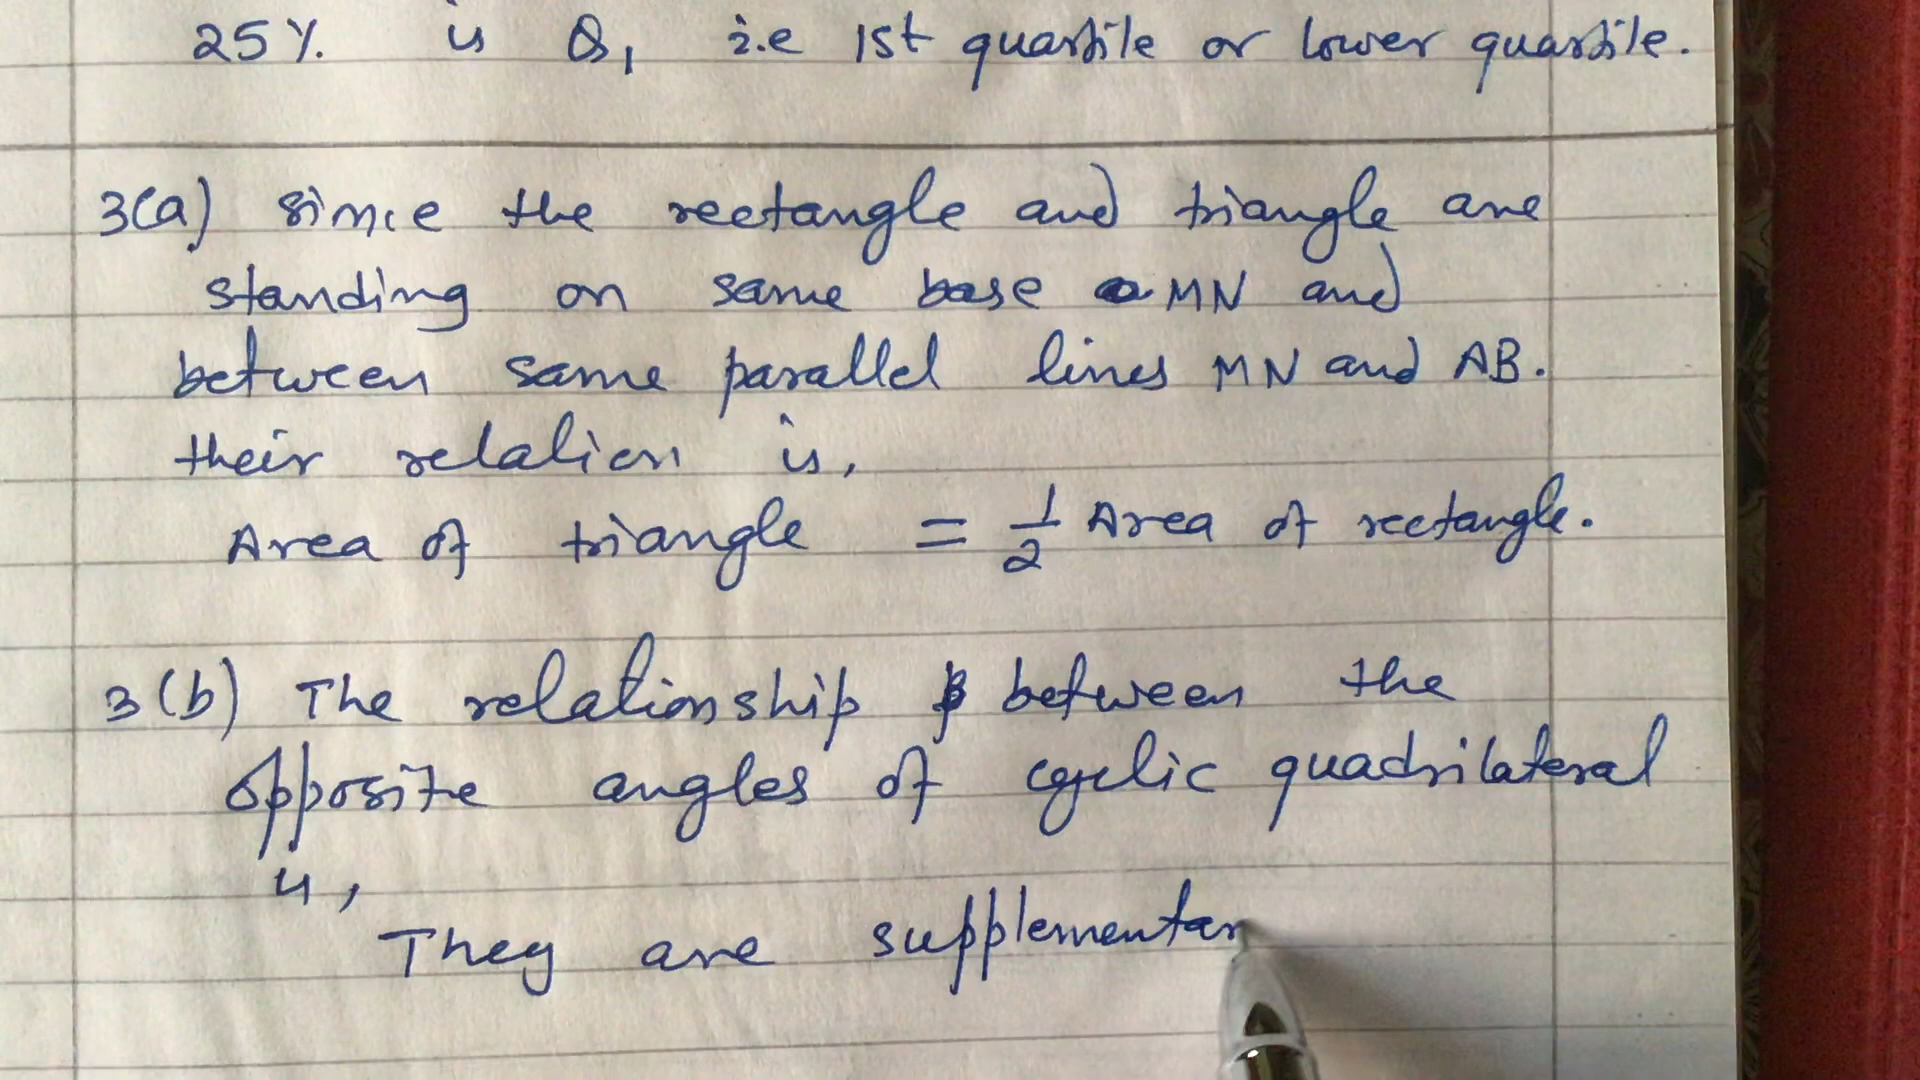 25% is Q₁ i.e 1st quartile or lower quartile.
3(a) since the rectangle and triangle are
standing on same base MN and
between same parallel lines MN and AB.
their relation is,
Area of triangle = 1/2 Area of rectangle.
3(b) The relationship between the
opposite angles of cyclic quadrilateral
is,
They are supplementar